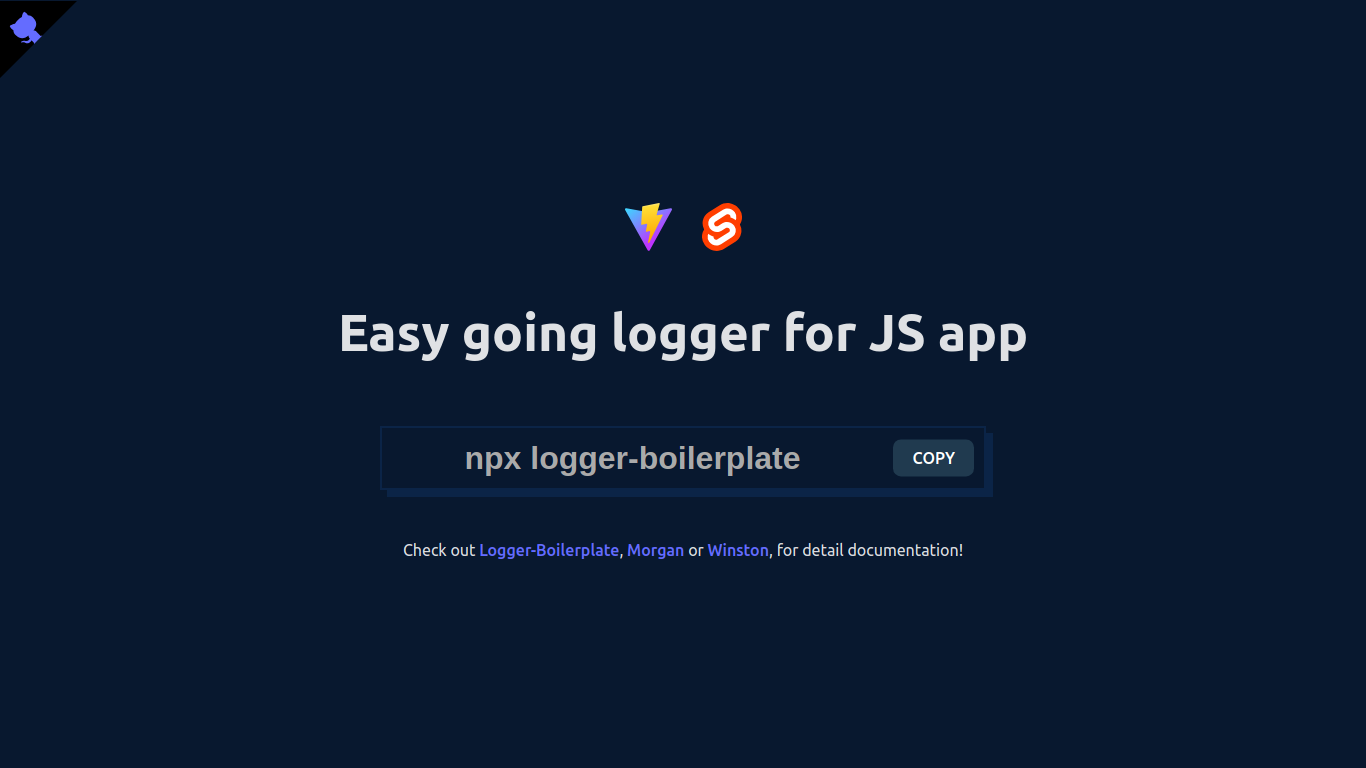 Easy going logger for JS app
npx logger-boilerplate
COPY
Check out Logger-Boilerplate, Morgan or Winston, for detail documentation!